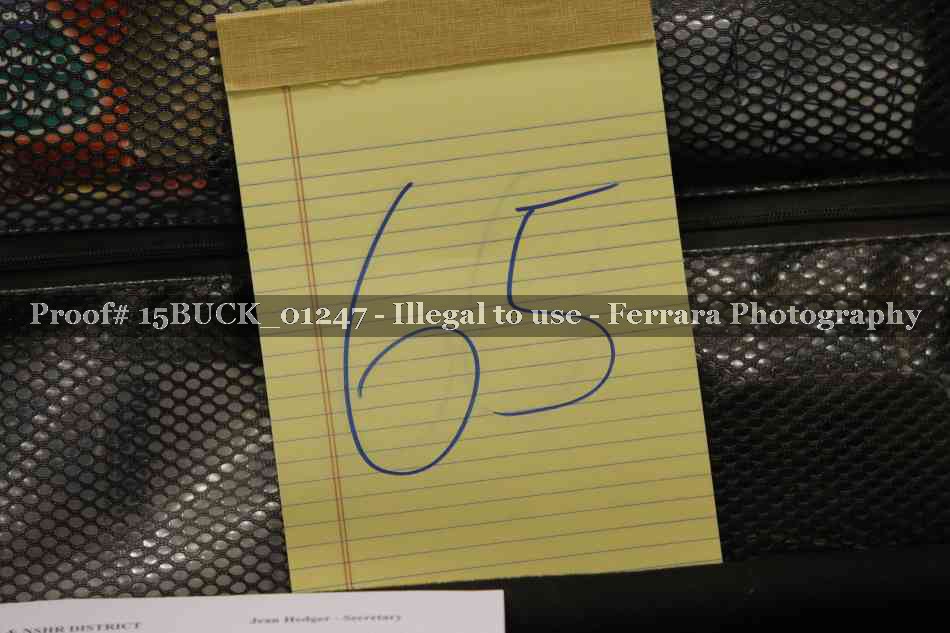 65
Proof# 15BUCK_01247 - Illegal to use - Ferrara Photography
Jean Hedger - Secretary
NSHR DISTRICT